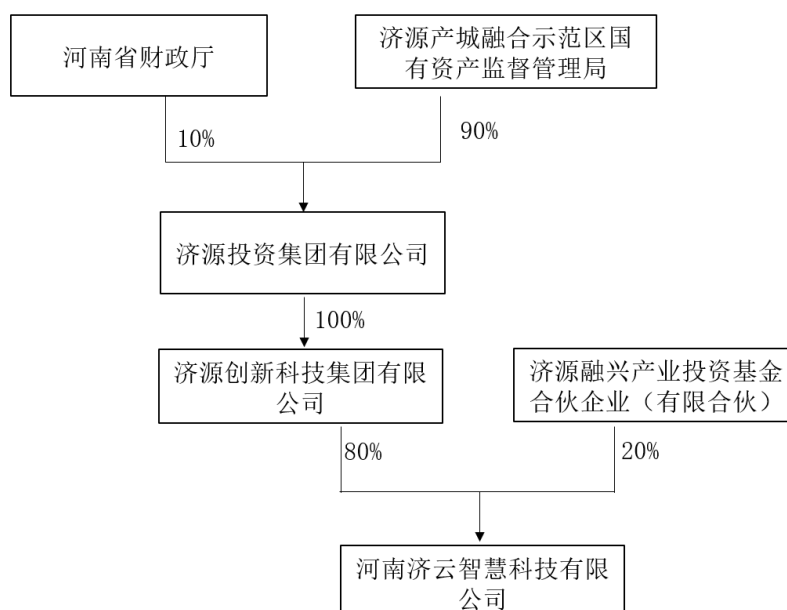 河南省财政厅
济源产城融合示范区国
有资产监督管理局
10%
90%
济源投资集团有限公司
100%
济源创新科技集团有限
公司
济源融兴产业投资基金
合伙企业（有限合伙）
80%
20%
河南济云智慧科技有限
公司